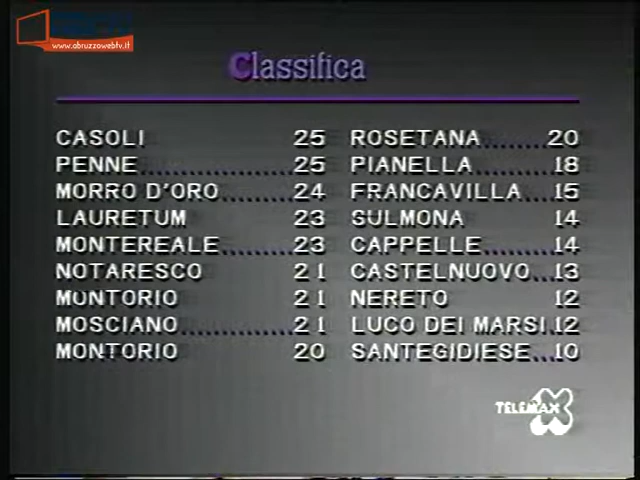 www.abruzzowebtv.it
Classifica
CASOLI 25
PENNE 25
MORRO D'ORO 24
LAURETUM 23
MONTEREALE 23
NOTARESCO 21
MONTORIO 21
MOSCIANO 21
MONTORIO 20
ROSETANA 20
PIANELLA 18
FRANCAVILLA 15
SULMONA 14
CAPPELLE 14
CASTELNUOVO 13
NERETO 12
LUCO DEI MARSI 12
SANTEGIDIESE 10
TELEMAX